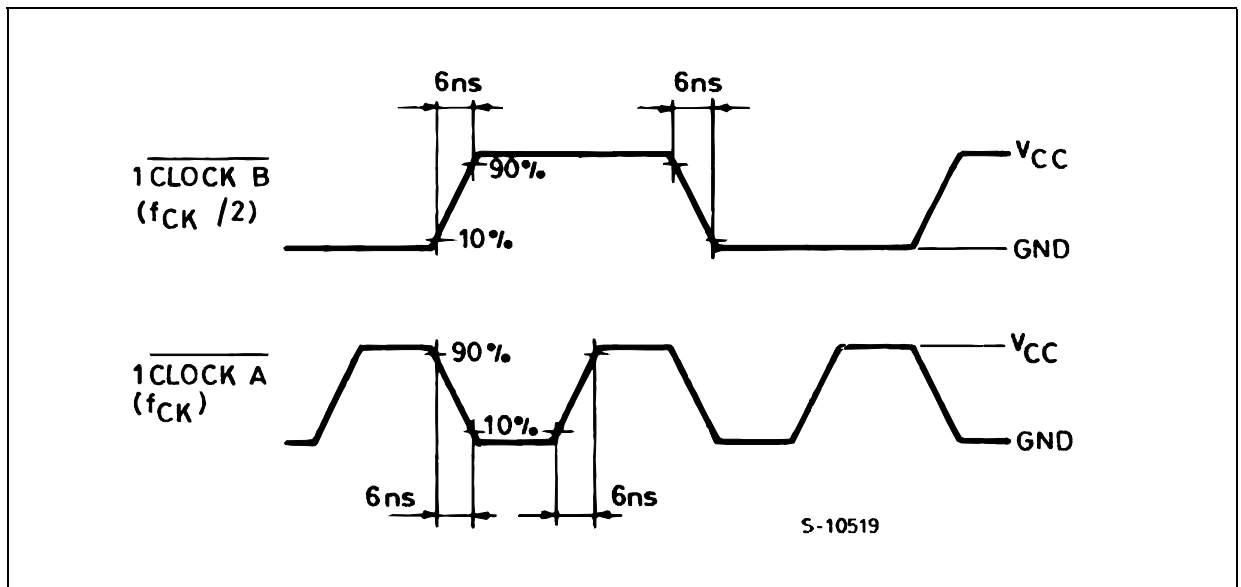 6ns 6ns
1 CLOCK B
(fCK /2)
90%
10%
VCC
GND
1 CLOCK A
(fCK)
90%
10%
VCC
GND
6ns 6ns
S-10519